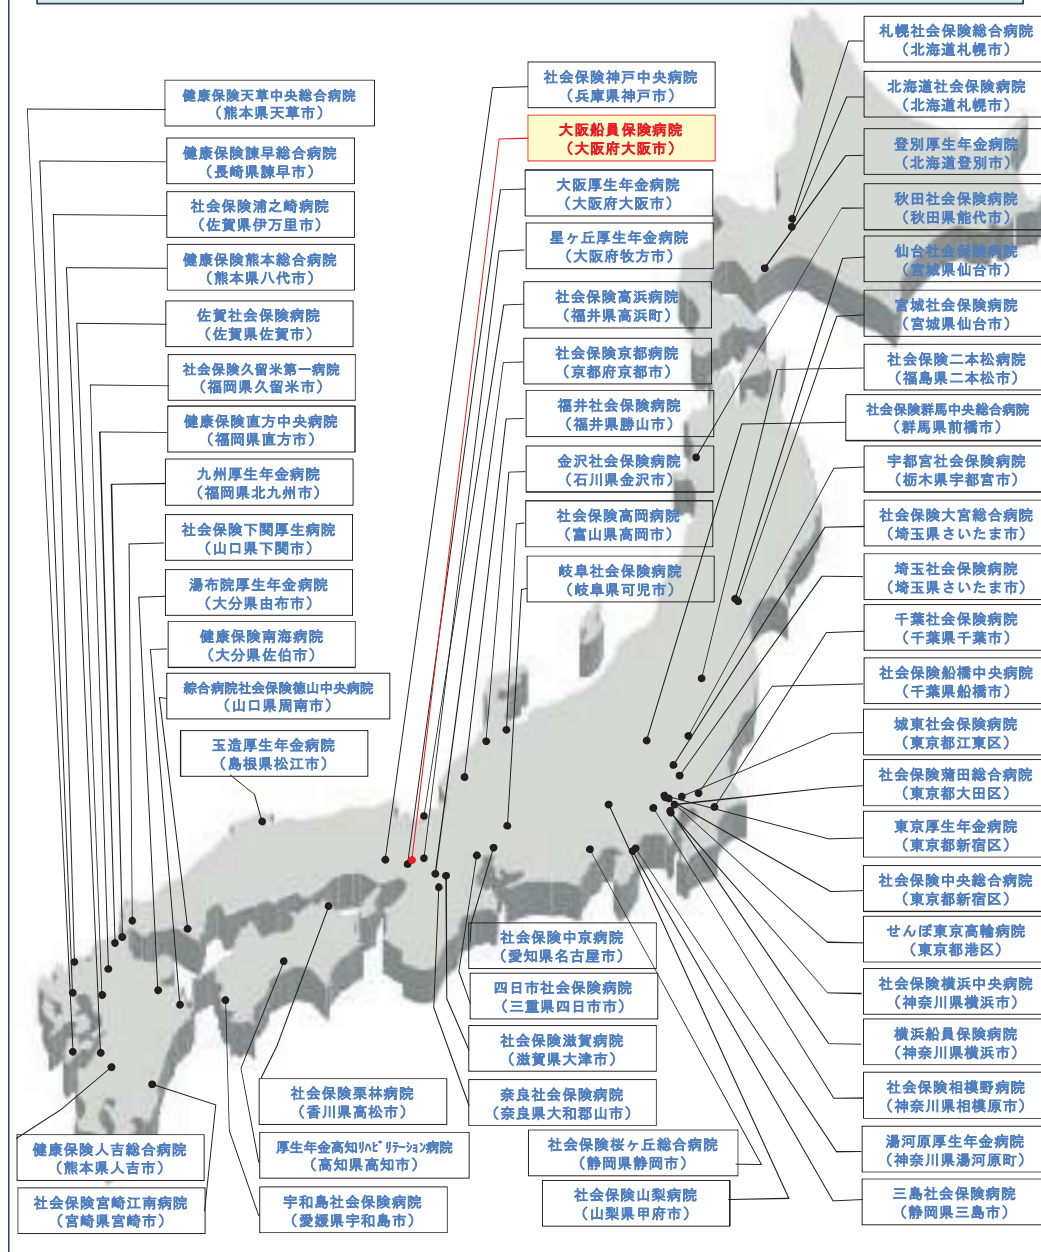 札幌社会保険総合病院
（北海道札幌市）
北海道社会保険病院
（北海道札幌市）
登別厚生年金病院
（北海道登別市）
秋田社会保険病院
（秋田県能代市）
仙台社会保険病院
（宮城県仙台市）
宮城社会保険病院
（宮城県仙台市）
社会保険二本松病院
（福島県二本松市）
社会保険群馬中央総合病院
（群馬県前橋市）
宇都宮社会保険病院
（栃木県宇都宮市）
社会保険大宮総合病院
（埼玉県さいたま市）
埼玉社会保険病院
（埼玉県さいたま市）
千葉社会保険病院
（千葉県千葉市）
社会保険船橋中央病院
（千葉県船橋市）
城東社会保険病院
（東京都江東区）
社会保険蒲田総合病院
（東京都大田区）
東京厚生年金病院
（東京都新宿区）
社会保険中央総合病院
（東京都新宿区）
せんぽ東京高輪病院
（東京都港区）
社会保険横浜中央病院
（神奈川県横浜市）
横浜船員保険病院
（神奈川県横浜市）
社会保険相模野病院
（神奈川県相模原市）
湯河原厚生年金病院
（神奈川県湯河原町）
三島社会保険病院
（静岡県三島市）
社会保険神戸中央病院
（兵庫県神戸市）
大阪船員保険病院
（大阪府大阪市）
大阪厚生年金病院
（大阪府大阪市）
星ヶ丘厚生年金病院
（大阪府牧方市）
社会保険高浜病院
（福井県高浜町）
社会保険京都病院
（京都府京都市）
福井社会保険病院
（福井県勝山市）
金沢社会保険病院
（石川県金沢市）
社会保険高岡病院
（富山県高岡市）
岐阜社会保険病院
（岐阜県可児市）
社会保険中京病院
（愛知県名古屋市）
四日市社会保険病院
（三重県四日市市）
社会保険滋賀病院
（滋賀県大津市）
奈良社会保険病院
（奈良県大和郡山市）
社会保険桜ヶ丘総合病院
（静岡県静岡市）
社会保険山梨病院
（山梨県甲府市）
健康保険天草中央総合病院
（熊本県天草市）
健康保険諫早総合病院
（長崎県諫早市）
社会保険浦之崎病院
（佐賀県伊万里市）
健康保険熊本総合病院
（熊本県八代市）
佐賀社会保険病院
（佐賀県佐賀市）
社会保険久留米第一病院
（福岡県久留米市）
健康保険直方中央病院
（福岡県直方市）
九州厚生年金病院
（福岡県北九州市）
社会保険下関厚生病院
（山口県下関市）
湯布院厚生年金病院
（大分県由布市）
健康保険南海病院
（大分県佐伯市）
綜合病院社会保険徳山中央病院
（山口県周南市）
玉造厚生年金病院
（島根県松江市）
社会保険栗林病院
（香川県高松市）
厚生年金高知ﾘﾊﾋﾞﾘﾃｰｼｮﾝ病院
（高知県高知市）
宇和島社会保険病院
（愛媛県宇和島市）
健康保険人吉総合病院
（熊本県人吉市）
社会保険宮崎江南病院
（宮崎県宮崎市）